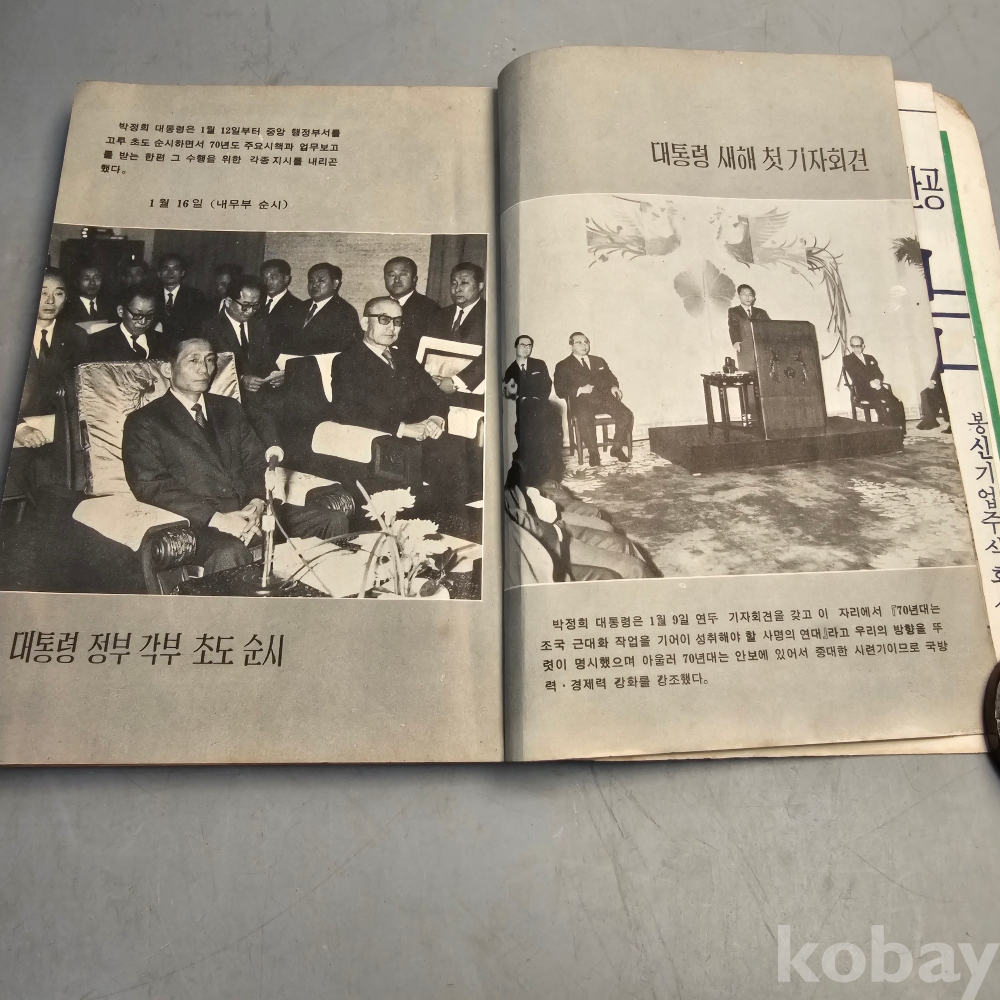 박정희 대통령은 1월 12일부터 중앙 행정부서를
고루 초도 순시하면서 70년도 주요시책과 업무보고
를 받는 한편 그 수행을 위한 각종 지시를 내리곤
했다.
1월 16일 (내무부 순시)
대통령 정부 각부 초도 순시
대통령 새해 첫 기자회견
박정희 대통령은 1월 9일 연두 기자회견을 갖고 이 자리에서 『70년대는
조국 근대화 작업을 기어이 성취해야 할 사명의 연대』라고 우리의 방향을 뚜
렷이 명시했으며 아울러 70년대는 안보에 있어서 중대한 시련기이므로 국방
력·경제력 강화를 강조했다.
공
봉신기업주식회
kobay